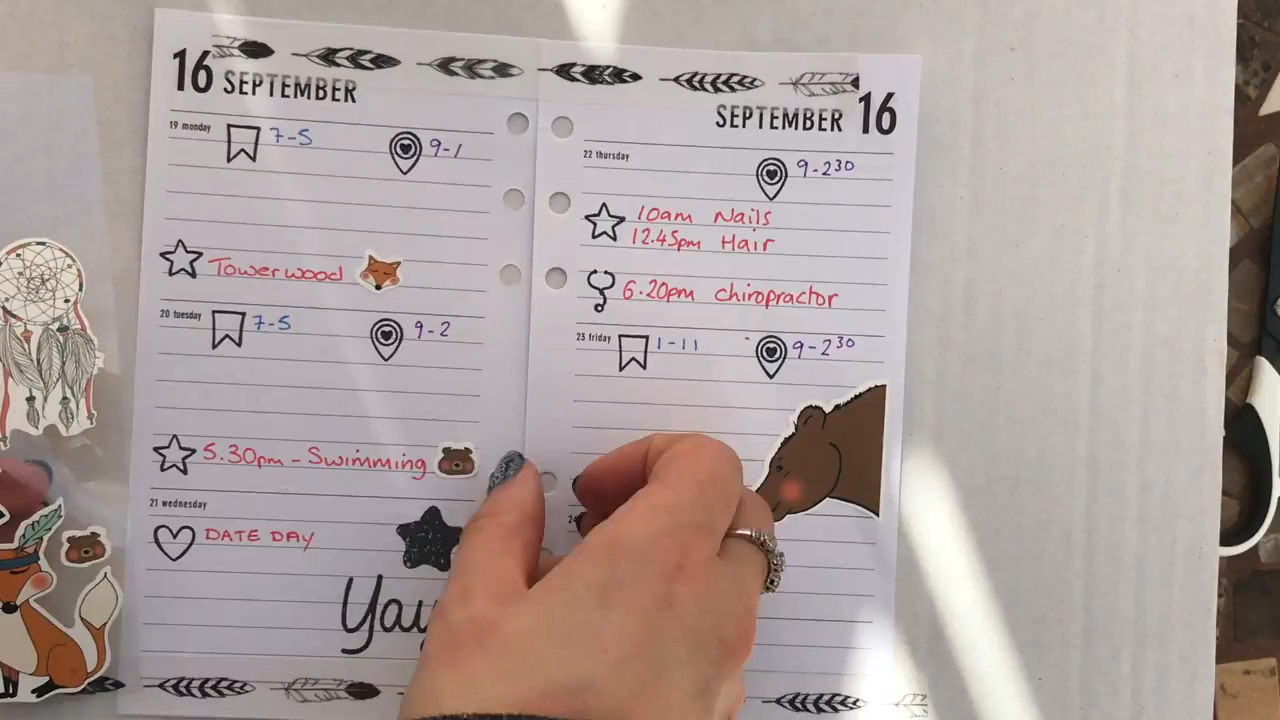 16 SEPTEMBER
19 monday
7-5
9-1
Towerwood
20 tuesday
7-5
9-2
5.30pm - Swimming
21 wednesday
DATE DAY
Yay
SEPTEMBER 16
22 thursday
9-2³⁰
10am Nails
12.45pm Hair
6.20pm chiropractor
23 friday
1-11
9-2³⁰